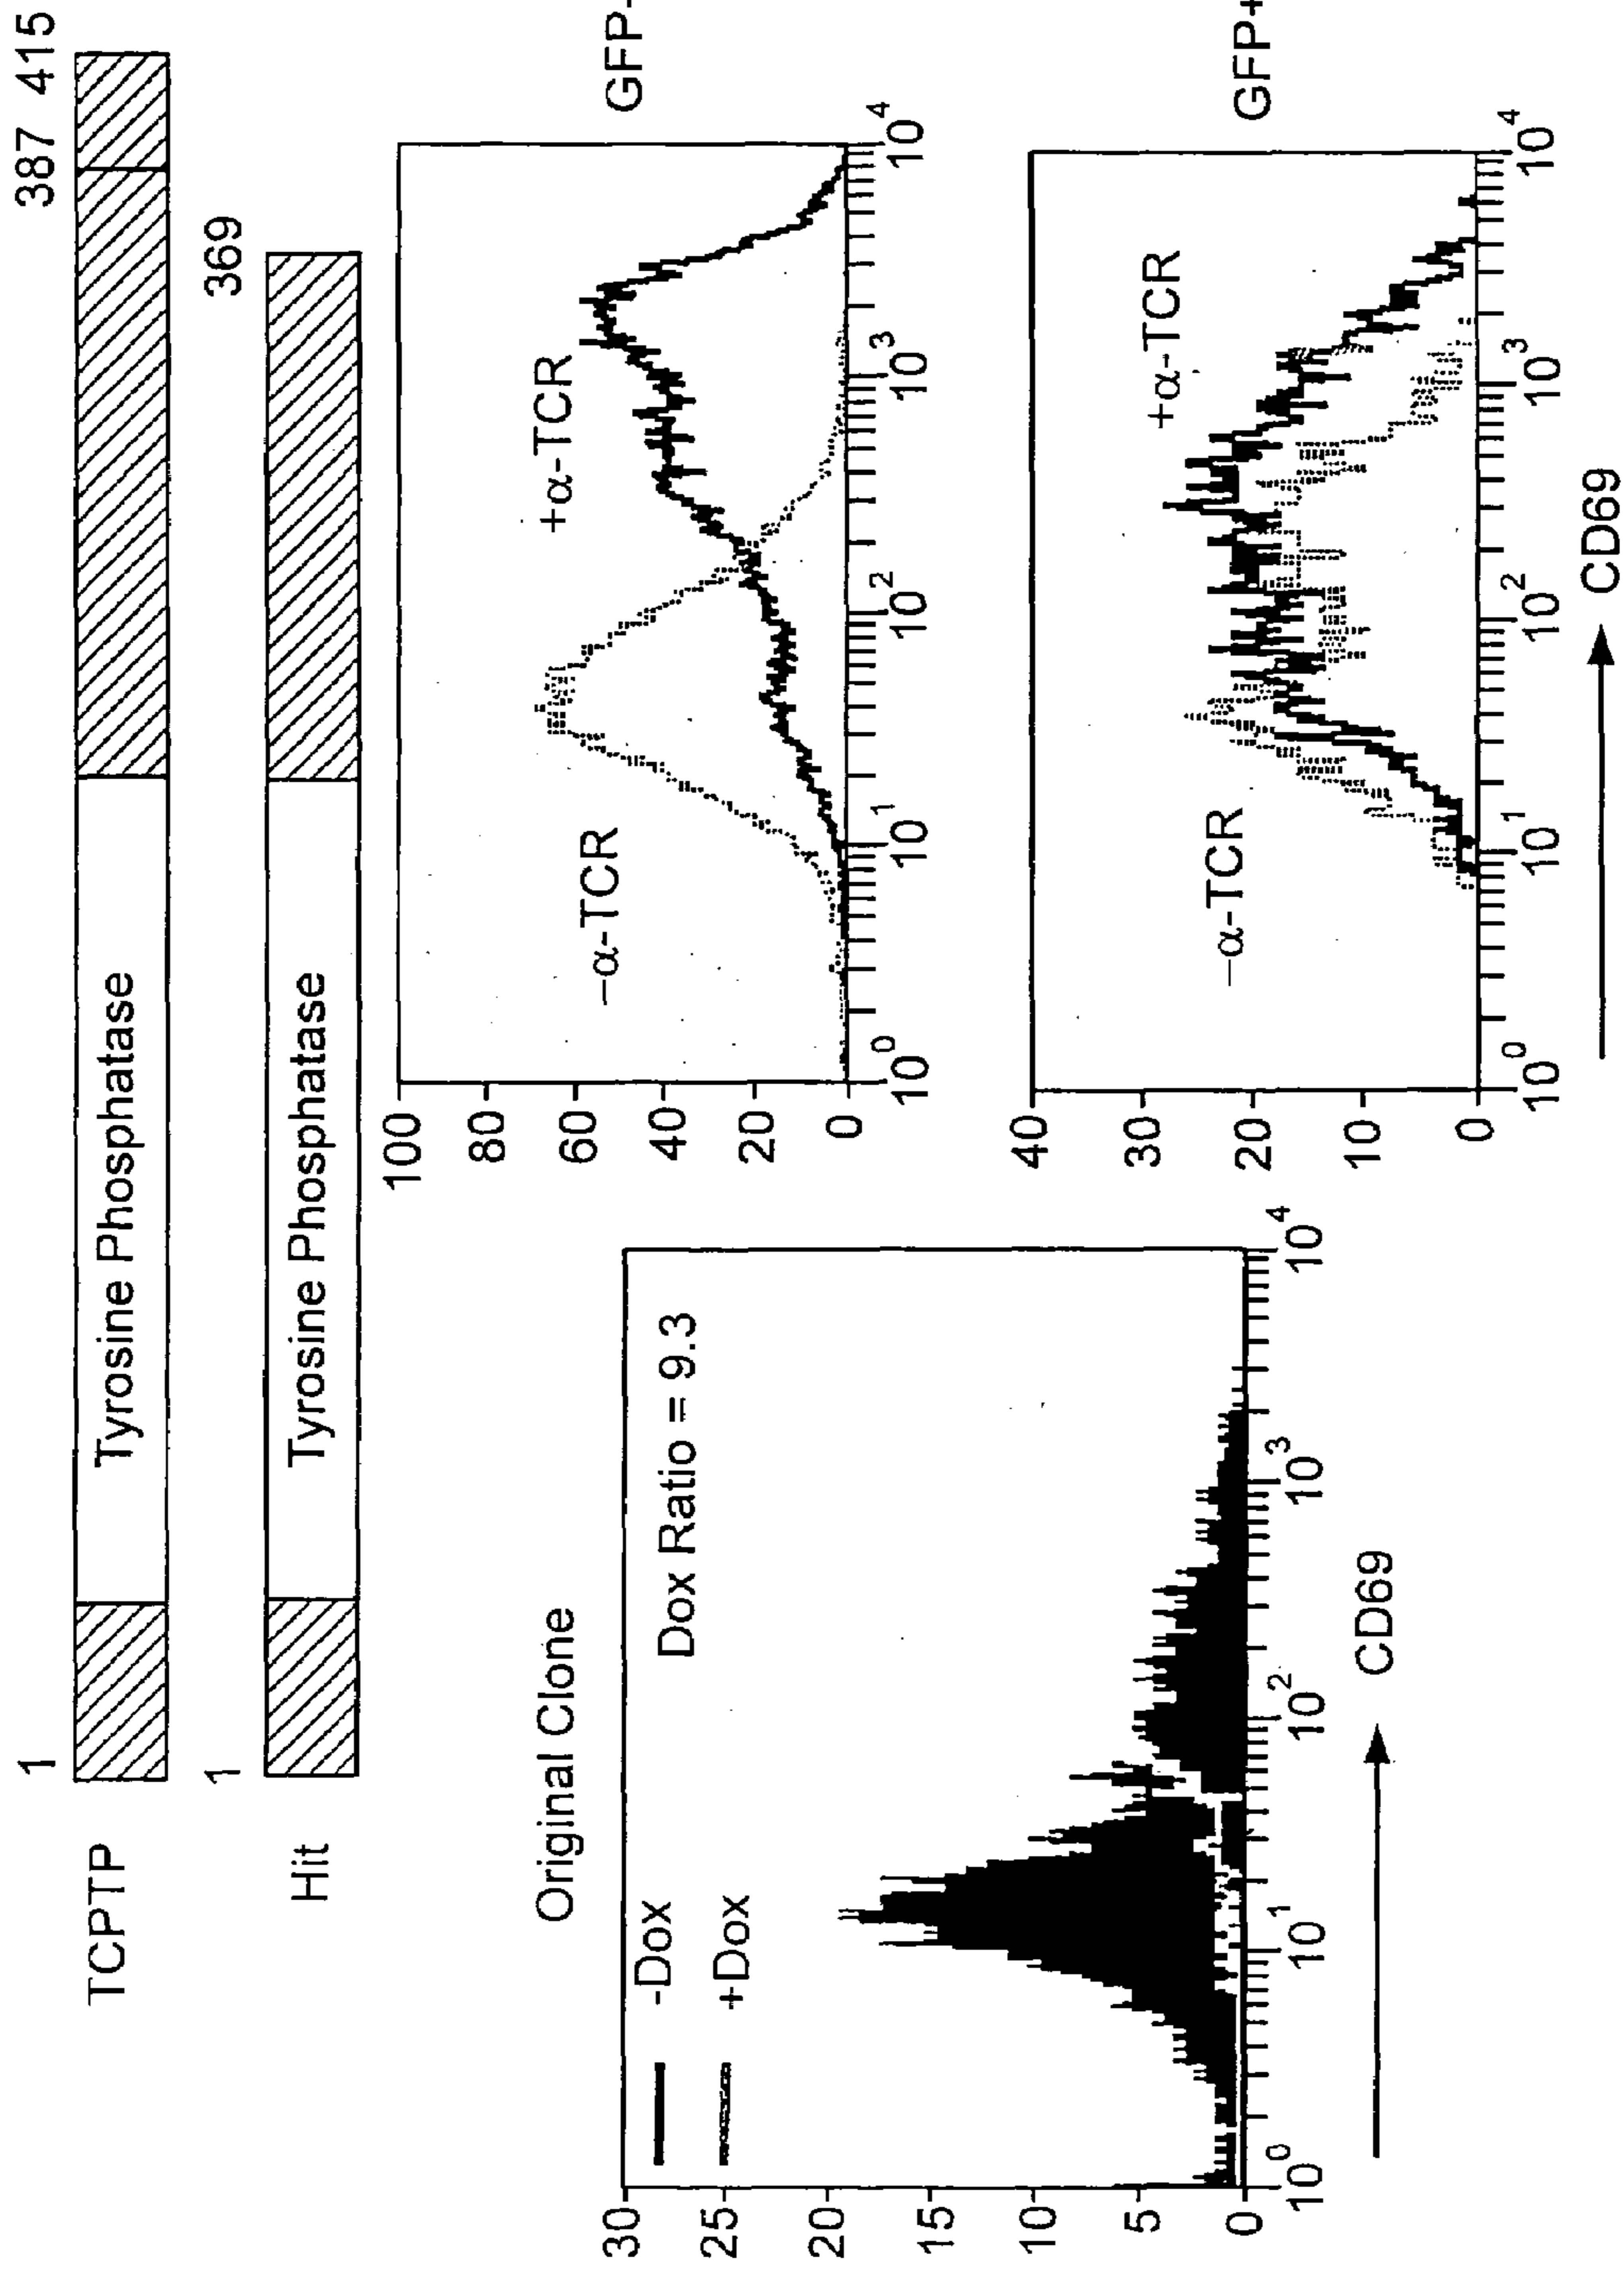 1 387 415
TCPTP Tyrosine Phosphatase
1 369
Hit Tyrosine Phosphatase
Original Clone
-Dox
+Dox
Dox Ratio = 9.3
30
25
20
15
10
5
0
10^0 10^1 10^2 10^3 10^4
CD69
100
80
60
40
20
0
−α-TCR +α-TCR
GFP-
10^0 10^1 10^2 10^3 10^4
40
30
20
10
0
−α-TCR +α-TCR
GFP+
10^0 10^1 10^2 10^3 10^4
CD69